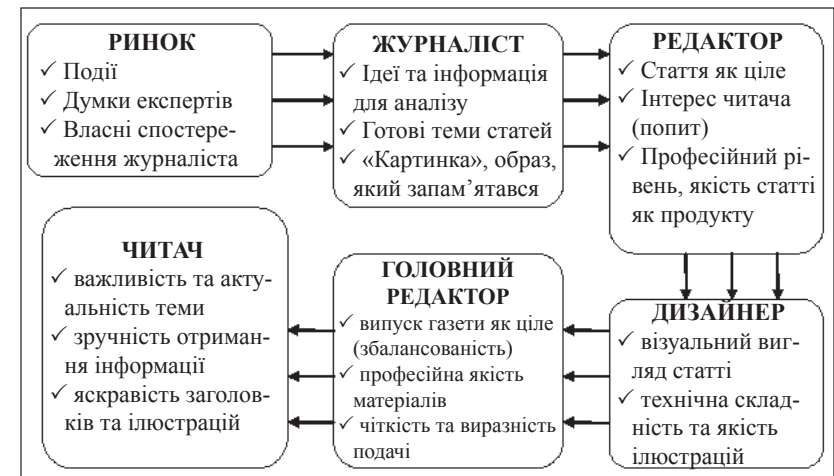 РИНОК
✓ Події
✓ Думки експертів
✓ Власні спостере-
ження журналіста
ЖУРНАЛІСТ
✓ Ідеї та інформація
для аналізу
✓ Готові теми статей
✓ «Картинка», образ,
який запам’ятався
РЕДАКТОР
✓ Стаття як ціле
✓ Інтерес читача
(попит)
✓ Професійний рі-
вень, якість статті
як продукту
ДИЗАЙНЕР
✓ візуальний виг-
ляд статті
✓ технічна склад-
ність та якість
ілюстрацій
ГОЛОВНИЙ
РЕДАКТОР
✓ випуск газети як ціле
(збалансованість)
✓ професійна якість
матеріалів
✓ чіткість та виразність
подачі
ЧИТАЧ
✓ важливість та акту-
альність теми
✓ зручність отриман-
ня інформації
✓ яскравість заголов-
ків та ілюстрацій